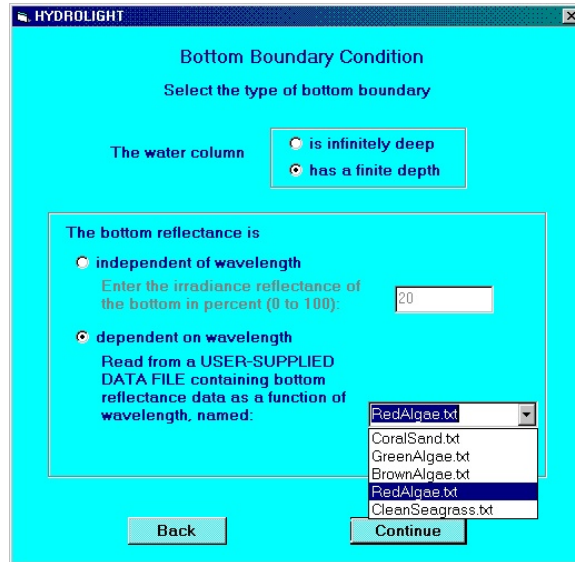 HYDROLIGHT
Bottom Boundary Condition
Select the type of bottom boundary
The water column
is infinitely deep
has a finite depth
The bottom reflectance is
independent of wavelength
Enter the irradiance reflectance of
the bottom in percent (0 to 100):
20
dependent on wavelength
Read from a USER-SUPPLIED
DATA FILE containing bottom
reflectance data as a function of
wavelength, named:
RedAlgae.txt
CoralSand.txt
GreenAlgae.txt
BrownAlgae.txt
RedAlgae.txt
CleanSeagrass.txt
Back
Continue